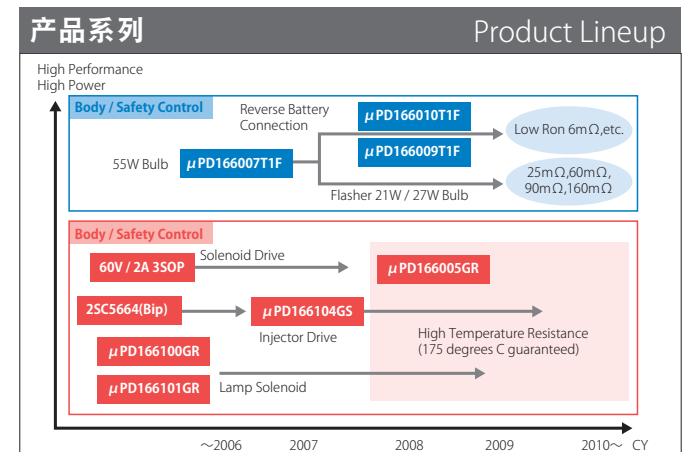 产品系列 Product Lineup
High Performance
High Power
Body / Safety Control
Reverse Battery
Connection
μPD166010T1F
Low Ron 6mΩ,etc.
55W Bulb
μPD166007T1F
μPD166009T1F
25mΩ,60mΩ,
90mΩ,160mΩ
Flasher 21W / 27W Bulb
Body / Safety Control
60V / 2A 3SOP
Solenoid Drive
μPD166005GR
2SC5664(Bip)
μPD166104GS
Injector Drive
High Temperature Resistance
(175 degrees C guaranteed)
μPD166100GR
μPD166101GR
Lamp Solenoid
～2006 2007 2008 2009 2010～ CY